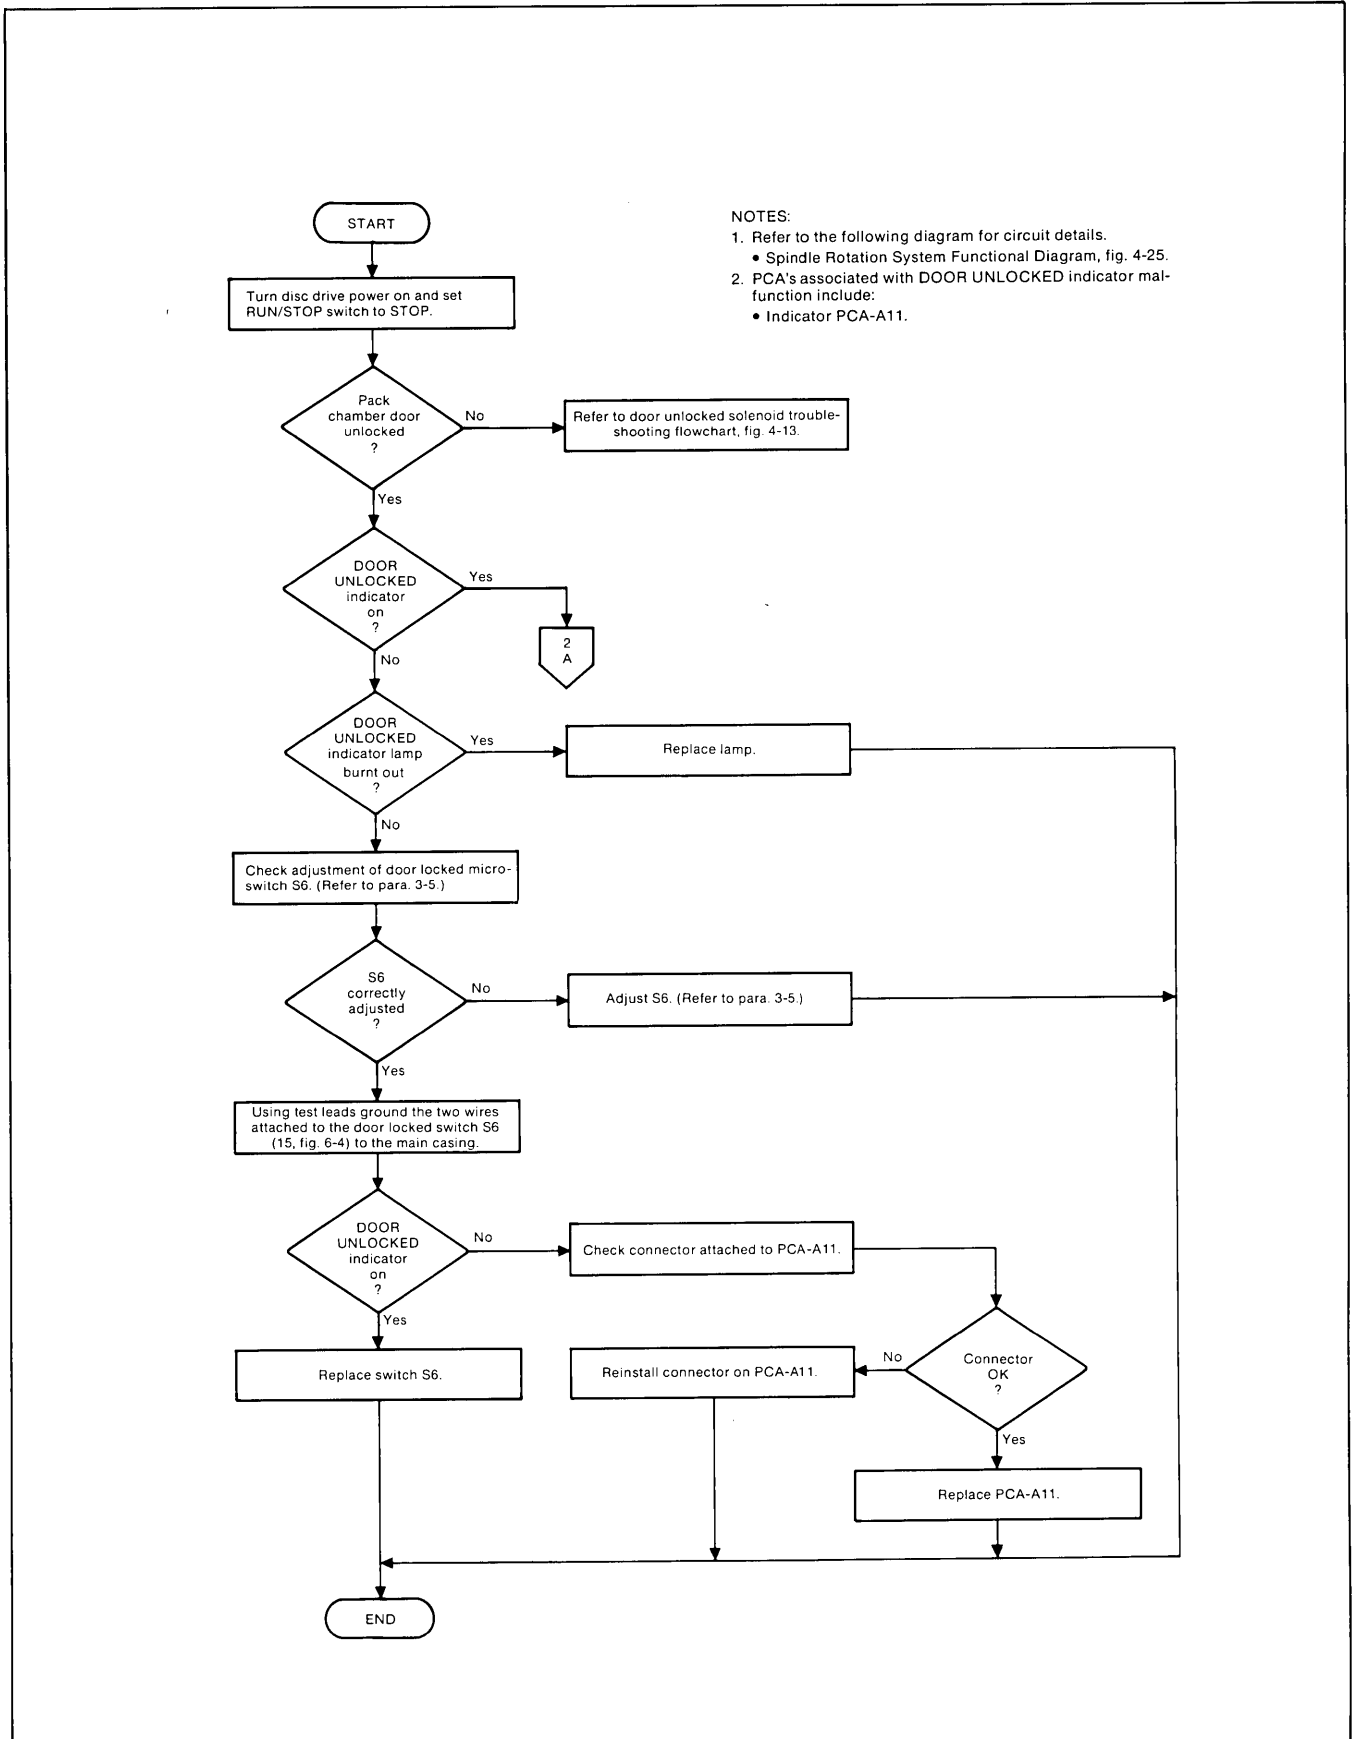 START
NOTES:
1. Refer to the following diagram for circuit details.
• Spindle Rotation System Functional Diagram, fig. 4-25.
2. PCA's associated with DOOR UNLOCKED indicator mal-
function include:
• Indicator PCA-A11.
Turn disc drive power on and set
RUN/STOP switch to STOP.
Pack
chamber door
unlocked
?
No
Refer to door unlocked solenoid trouble-
shooting flowchart, fig. 4-13.
Yes
DOOR
UNLOCKED
indicator
on
?
Yes
2
A
No
DOOR
UNLOCKED
indicator lamp
burnt out
?
Yes
Replace lamp.
No
Check adjustment of door locked micro-
switch S6. (Refer to para. 3-5.)
S6
correctly
adjusted
?
No
Adjust S6. (Refer to para. 3-5.)
Yes
Using test leads ground the two wires
attached to the door locked switch S6
(15, fig. 6-4) to the main casing.
DOOR
UNLOCKED
indicator
on
?
No
Check connector attached to PCA-A11.
Yes
Replace switch S6.
Connector
OK
?
No
Reinstall connector on PCA-A11.
Yes
Replace PCA-A11.
END